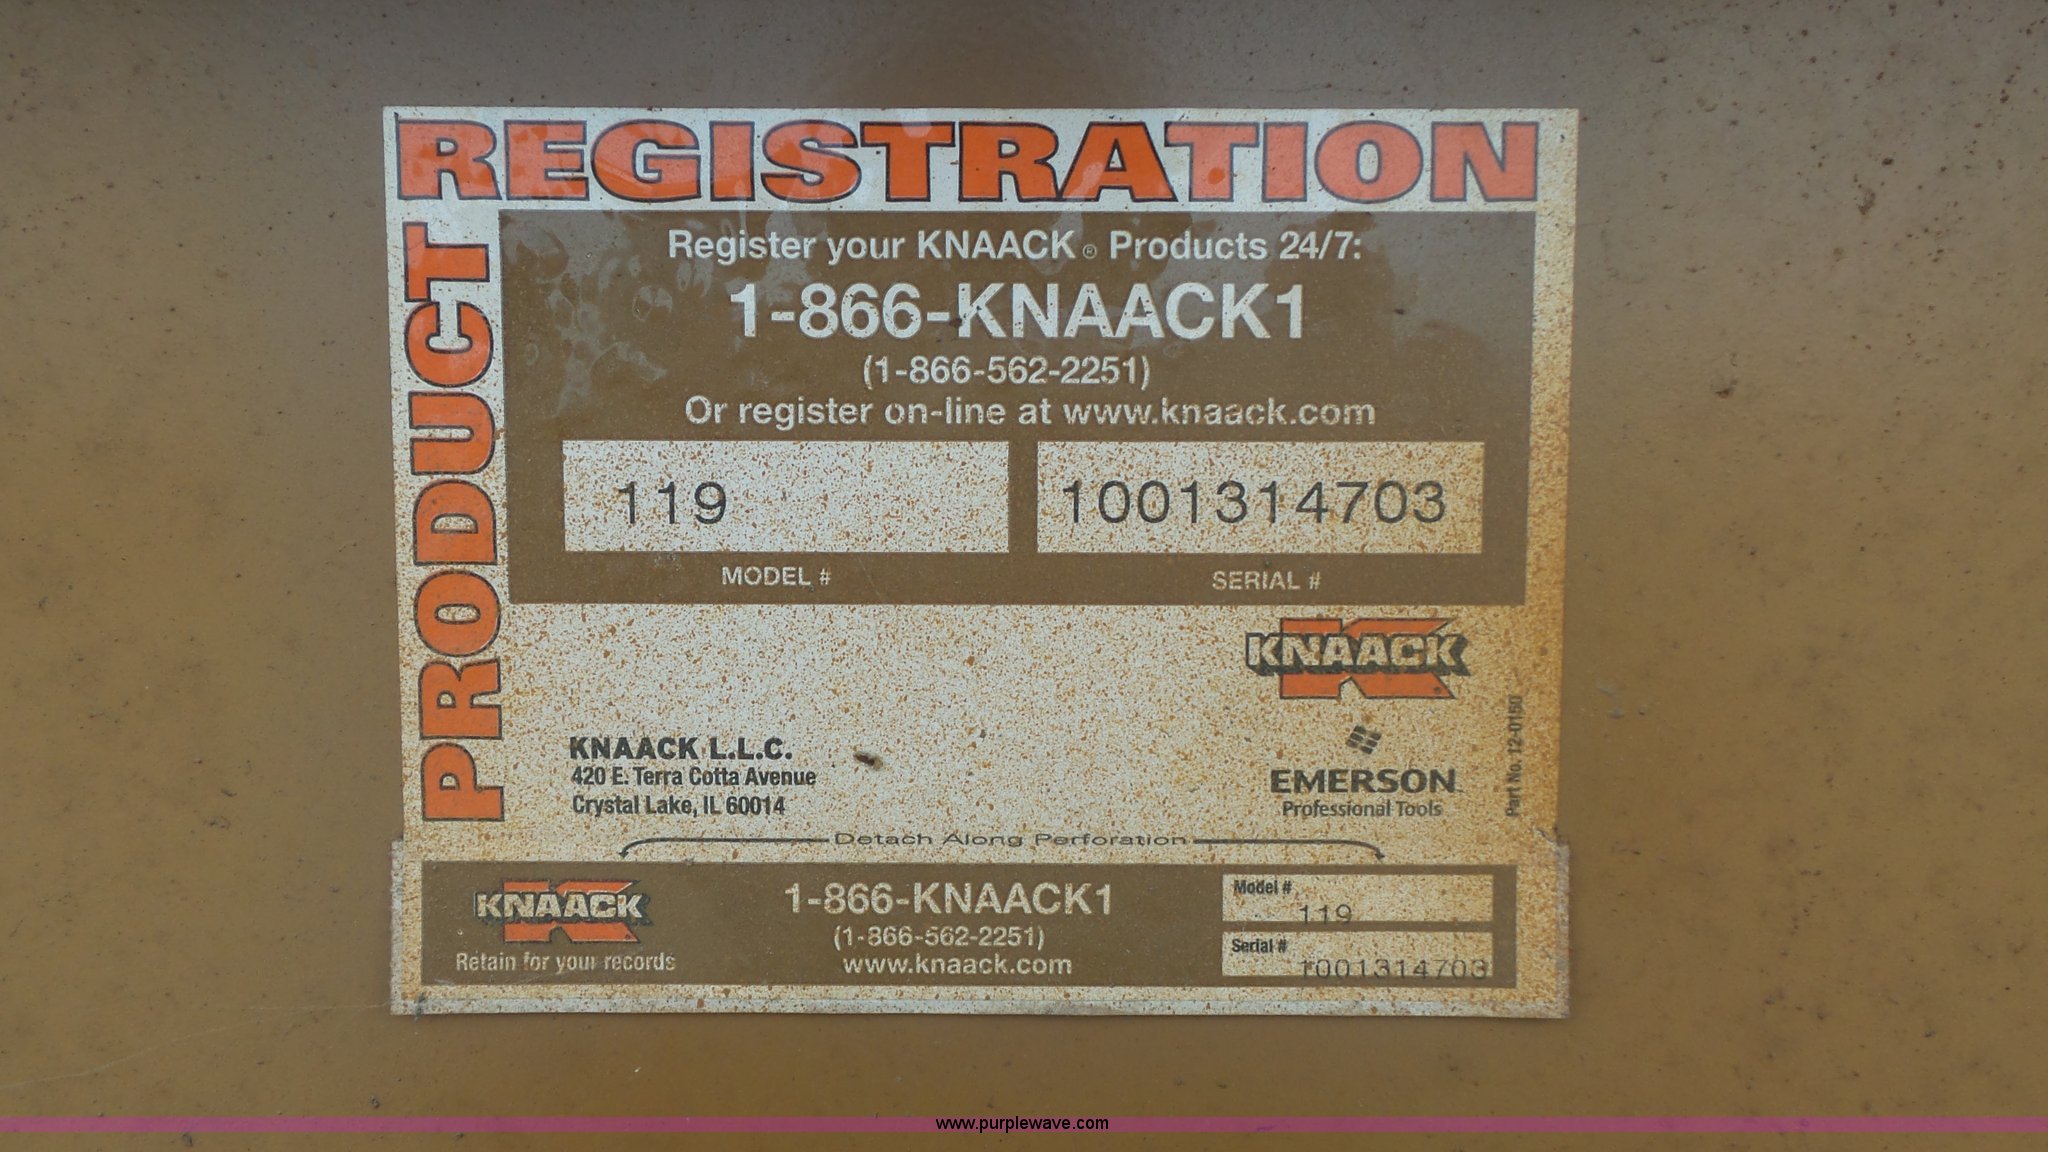 REGISTRATION
PRODUCT
Register your KNAACK® Products 24/7:
1-866-KNAACK1
(1-866-562-2251)
Or register on-line at www.knaack.com
119
1001314703
MODEL #
SERIAL #
KNAACK
KNAACK L.L.C.
420 E. Terra Cotta Avenue
Crystal Lake, IL 60014
EMERSON
Professional Tools
Part No. 12-0150
Detach Along Perforation
KNAACK
Retain for your records
1-866-KNAACK1
(1-866-562-2251)
www.knaack.com
Model #
119
Serial #
1001314703
www.purplewave.com